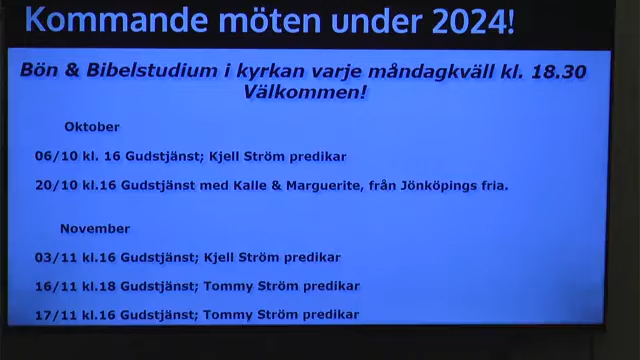 Kommande möten under 2024!
Bön & Bibelstudium i kyrkan varje måndagkväll kl. 18.30
Välkommen!
Oktober
06/10 kl. 16 Gudstjänst; Kjell Ström predikar
20/10 kl.16 Gudstjänst med Kalle & Marguerite, från Jönköpings fria.
November
03/11 kl.16 Gudstjänst; Kjell Ström predikar
16/11 kl.18 Gudstjänst; Tommy Ström predikar
17/11 kl.16 Gudstjänst; Tommy Ström predikar